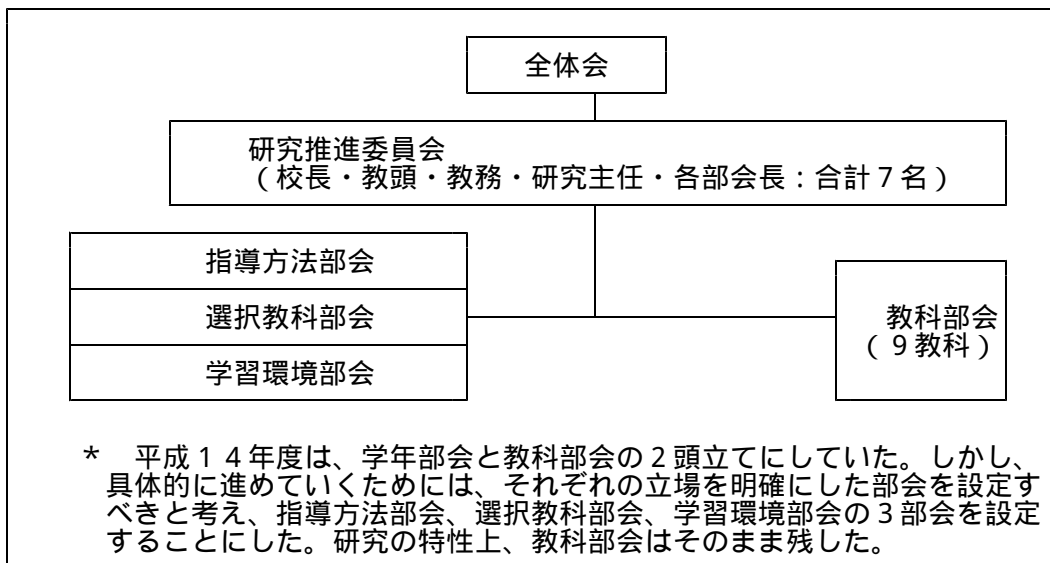 全体会
研究推進委員会
(校長・教頭・教務・研究主任・各部会長:合計7名)
指導方法部会
選択教科部会
学習環境部会
教科部会
(9教科)
* 平成14年度は、学年部会と教科部会の2頭立てにしていた。しかし、
具体的に進めていくためには、それぞれの立場を明確にした部会を設定す
べきと考え、指導方法部会、選択教科部会、学習環境部会の3部会を設定
することにした。研究の特性上、教科部会はそのまま残した。